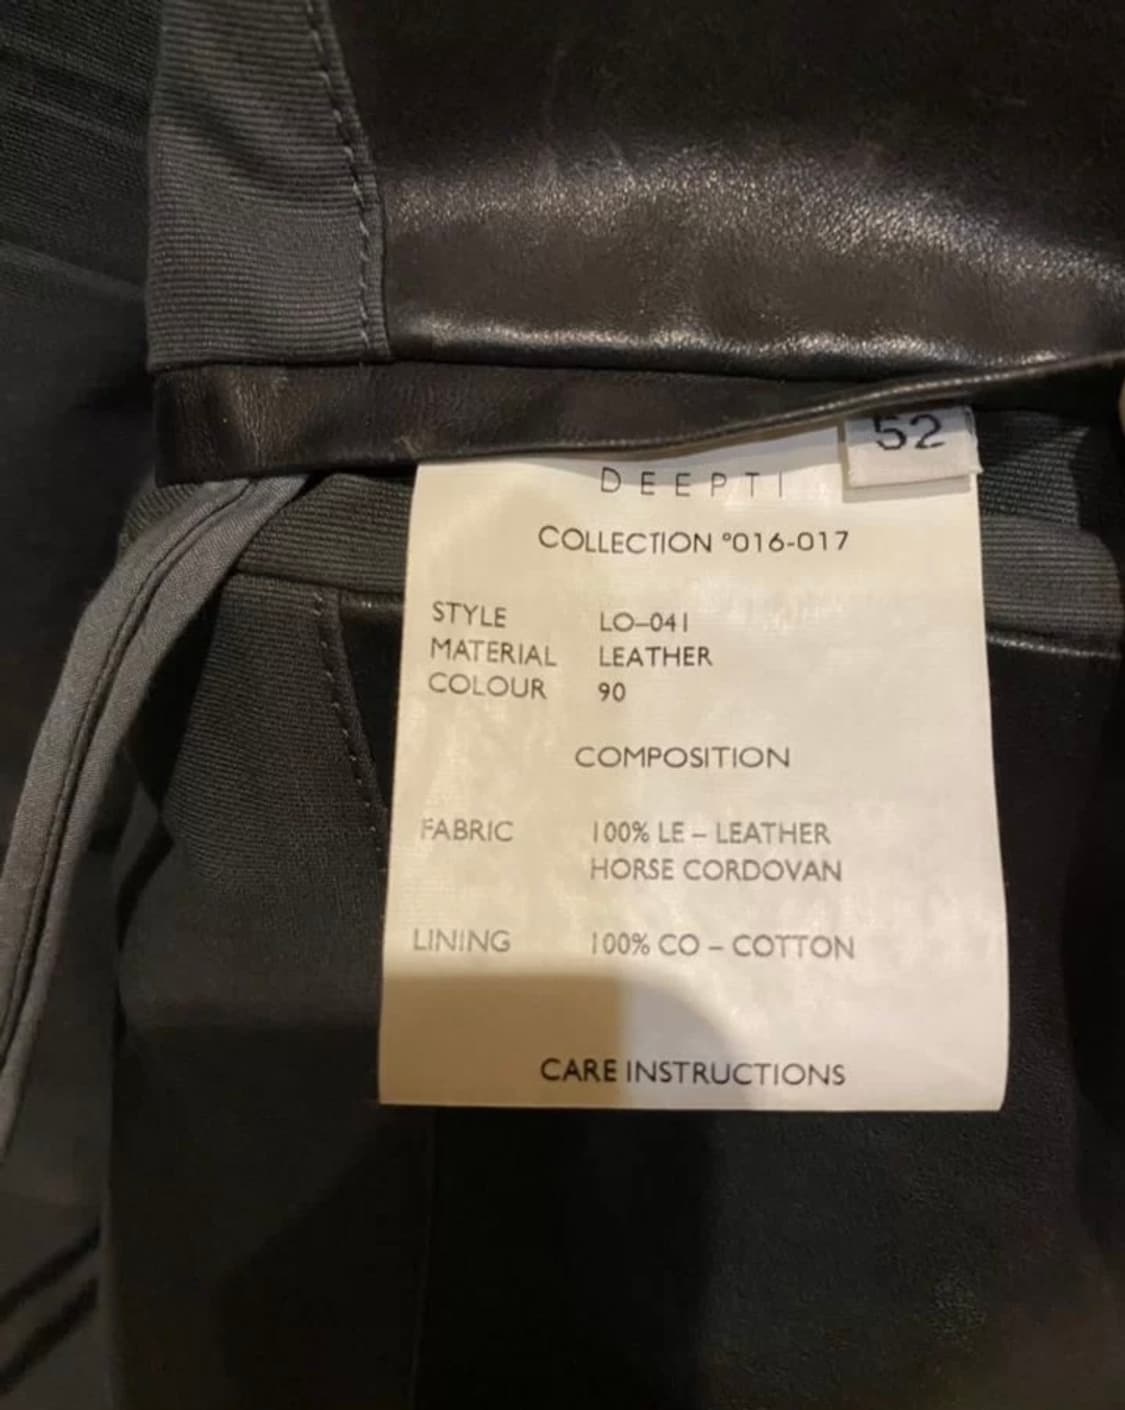 52
DEEPTI
COLLECTION °016-017
STYLE LO-041
MATERIAL LEATHER
COLOUR 90
COMPOSITION
FABRIC 100% LE – LEATHER
HORSE CORDOVAN
LINING 100% CO – COTTON
CARE INSTRUCTIONS